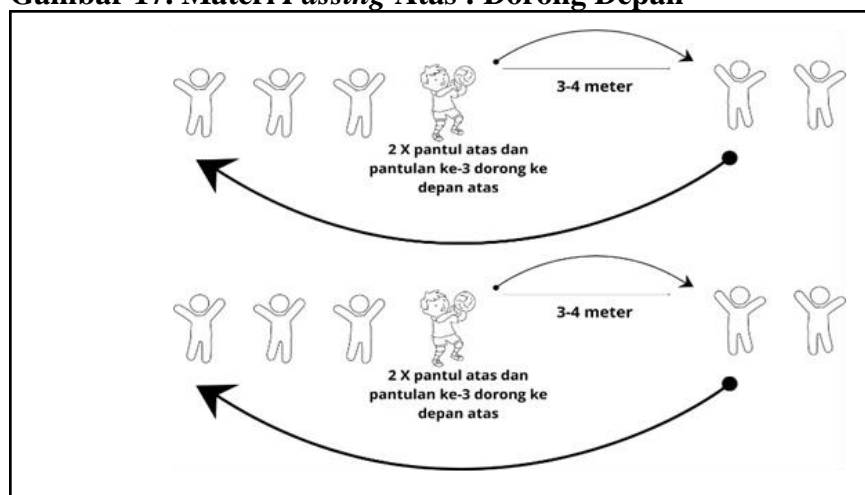 Gambar 17. Materi Passing Atas : Dorong Depan
3-4 meter
2 X pantul atas dan
pantulan ke-3 dorong ke
depan atas
3-4 meter
2 X pantul atas dan
pantulan ke-3 dorong ke
depan atas